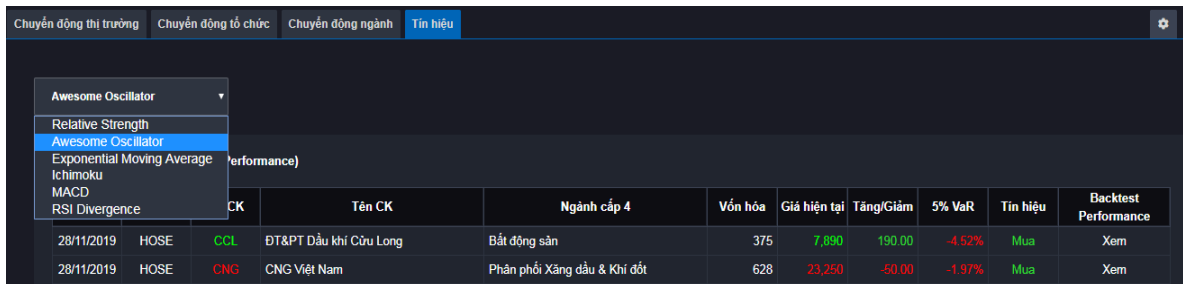 Chuyển động thị trường Chuyển động tổ chức Chuyển động ngành Tín hiệu
Awesome Oscillator
Relative Strength
Awesome Oscillator
Exponential Moving Average
Ichimoku
MACD
RSI Divergence
Performance)
CK Tên CK Ngành cấp 4 Vốn hóa Giá hiện tại Tăng/Giảm 5% VaR Tín hiệu Backtest Performance
28/11/2019 HOSE CCL ĐT&PT Dầu khí Cửu Long Bất động sản 375 7,890 190.00 -4.52% Mua Xem
28/11/2019 HOSE CNG CNG Việt Nam Phân phối Xăng dầu & Khí đốt 628 23,250 -50.00 -1.97% Mua Xem